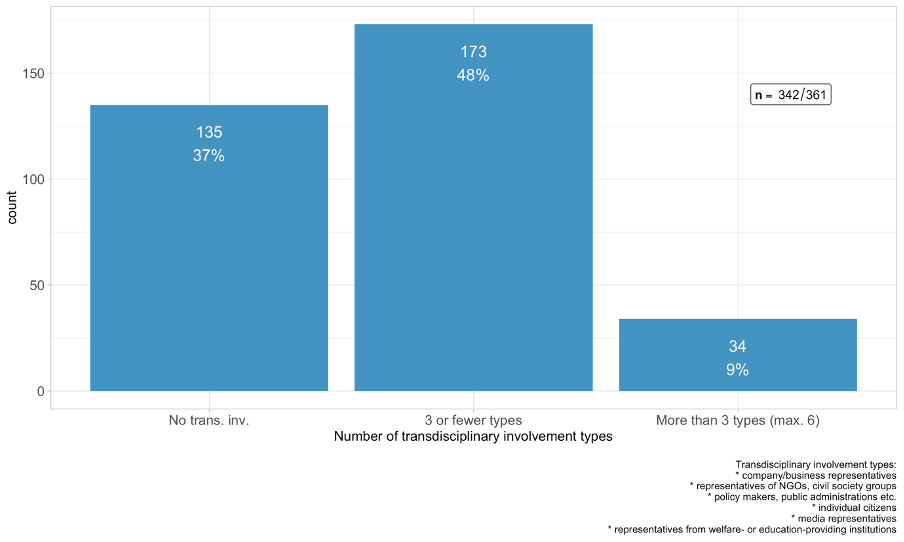 150
100
50
0
count
173
48%
135
37%
34
9%
n = 342/361
No trans. inv.
3 or fewer types
More than 3 types (max. 6)
Number of transdisciplinary involvement types
Transdisciplinary involvement types:
* company/business representatives
* representatives of NGOs, civil society groups
* policy makers, public administrations etc.
* individual citizens
* media representatives
* representatives from welfare- or education-providing institutions